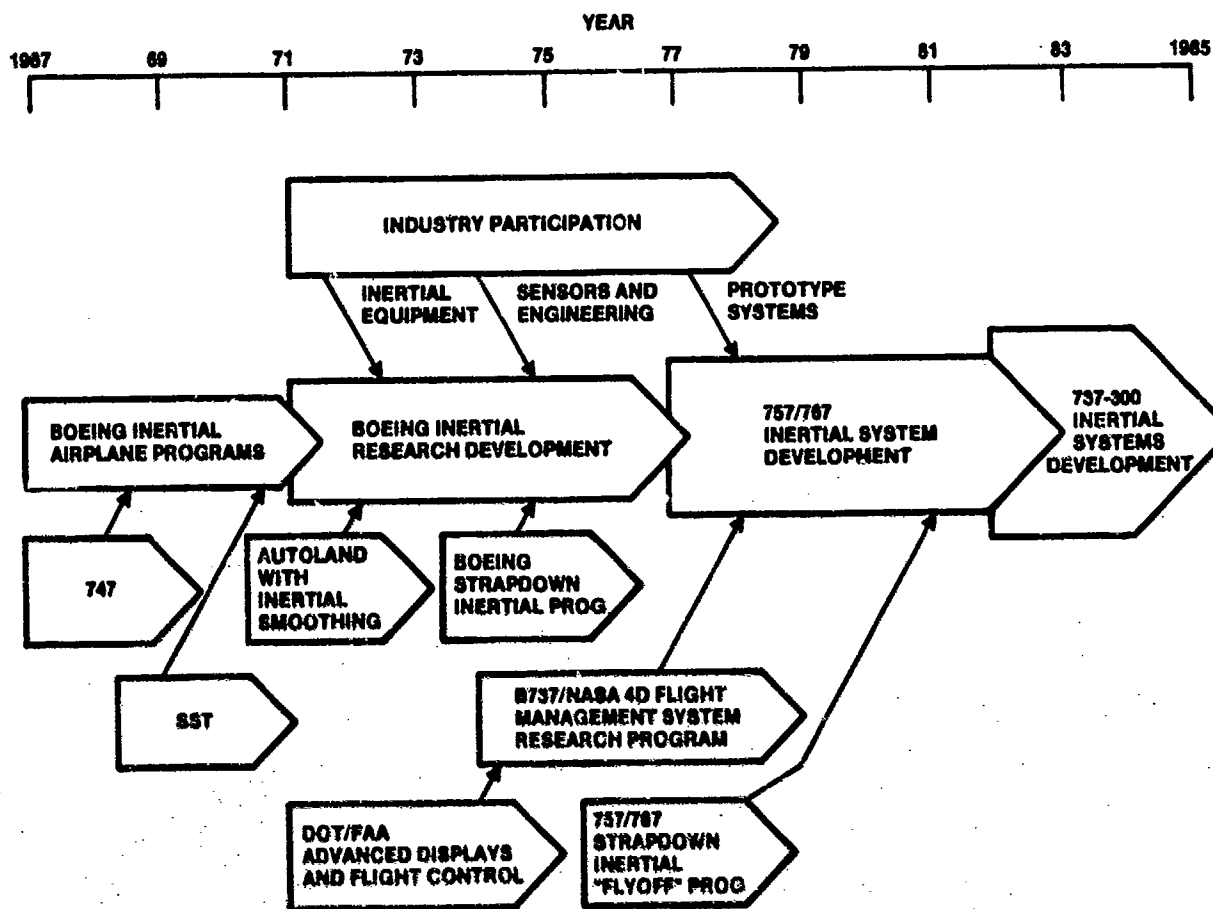 YEAR
1967 69 71 73 75 77 79 81 83 1985
INDUSTRY PARTICIPATION
INERTIAL
EQUIPMENT
SENSORS AND
ENGINEERING
PROTOTYPE
SYSTEMS
BOEING INERTIAL
AIRPLANE PROGRAMS
BOEING INERTIAL
RESEARCH DEVELOPMENT
757/767
INERTIAL SYSTEM
DEVELOPMENT
737-300
INERTIAL
SYSTEMS
DEVELOPMENT
747
AUTOLAND
WITH
INERTIAL
SMOOTHING
BOEING
STRAPDOWN
INERTIAL PROG
SST
B737/NASA 4D FLIGHT
MANAGEMENT SYSTEM
RESEARCH PROGRAM
DOT/FAA
ADVANCED DISPLAYS
AND FLIGHT CONTROL
757/767
STRAPDOWN
INERTIAL
"FLYOFF" PROG